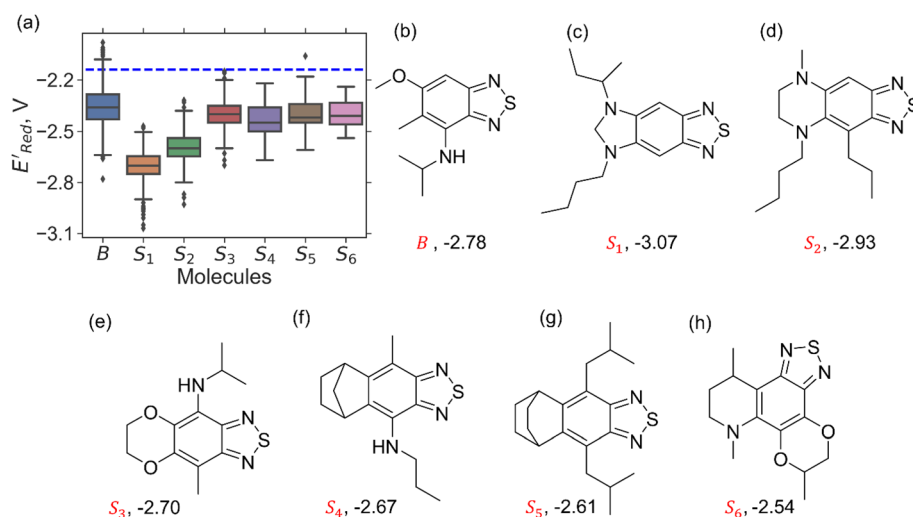 (a)
E′Red, V
−2.2
−2.5
−2.8
−3.1
B S1 S2 S3 S4 S5 S6
Molecules
(b)
O
N
S
N
NH
B , -2.78
(c)
N
N
S
N
N
S1 , -3.07
(d)
N
N
S
N
N
S2 , -2.93
(e)
HN
O
N
S
N
O
S3, -2.70
(f)
N
S
N
HN
S4, -2.67
(g)
N
S
N
S5, -2.61
(h)
N
S
N
N
O
O
S6, -2.54